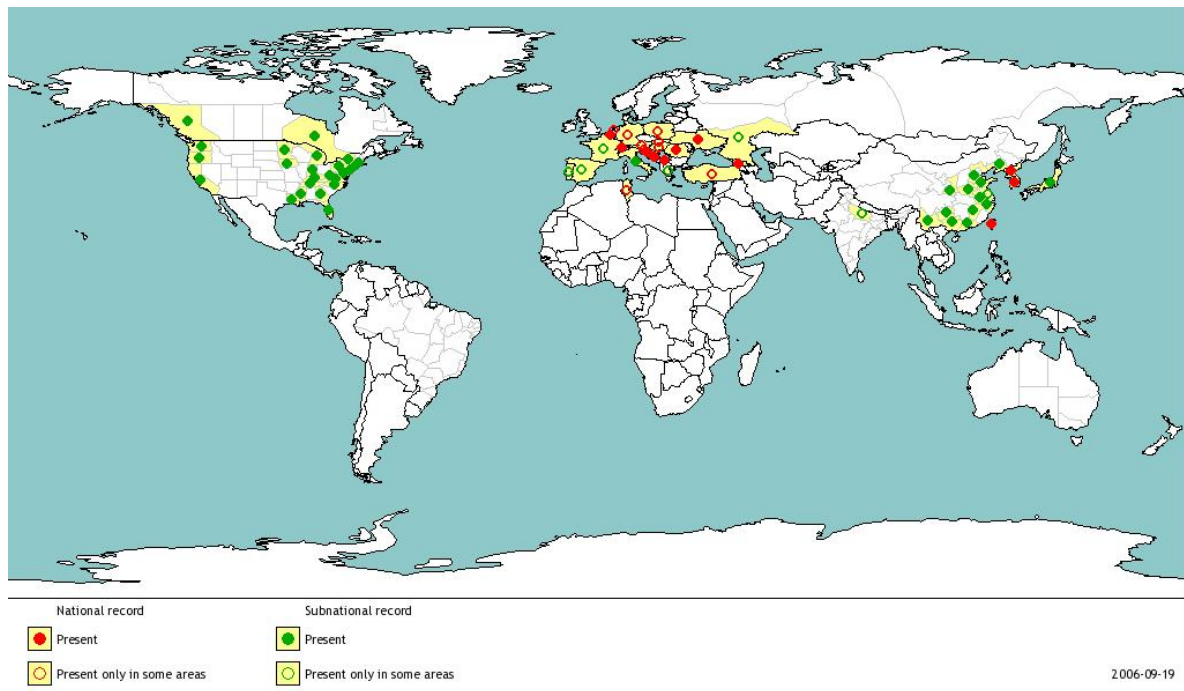 National record
Subnational record
Present
Present
Present only in some areas
Present only in some areas
2006-09-19